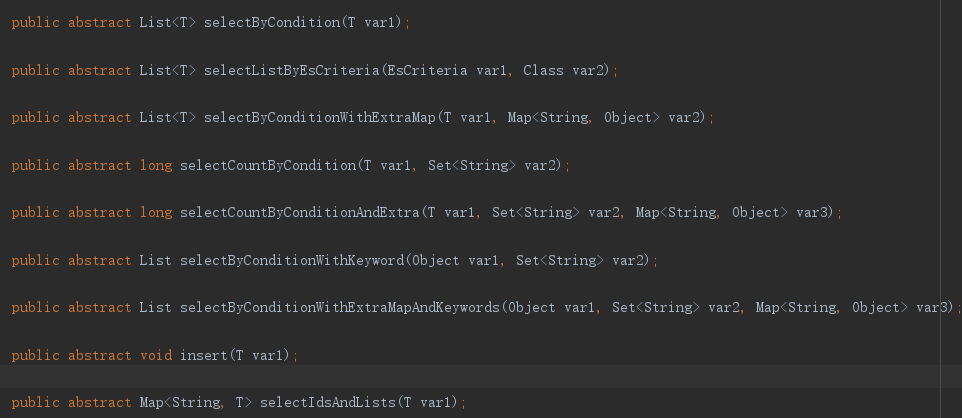 public abstract List<T> selectByCondition(T var1);
public abstract List<T> selectListByEsCriteria(EsCriteria var1, Class var2);
public abstract List<T> selectByConditionWithExtraMap(T var1, Map<String, Object> var2);
public abstract long selectCountByCondition(T var1, Set<String> var2);
public abstract long selectCountByConditionAndExtra(T var1, Set<String> var2, Map<String, Object> var3);
public abstract List selectByConditionWithKeyword(Object var1, Set<String> var2);
public abstract List selectByConditionWithExtraMapAndKeywords(Object var1, Set<String> var2, Map<String, Object> var3);
public abstract void insert(T var1);
public abstract Map<String, T> selectIdsAndLists(T var1);